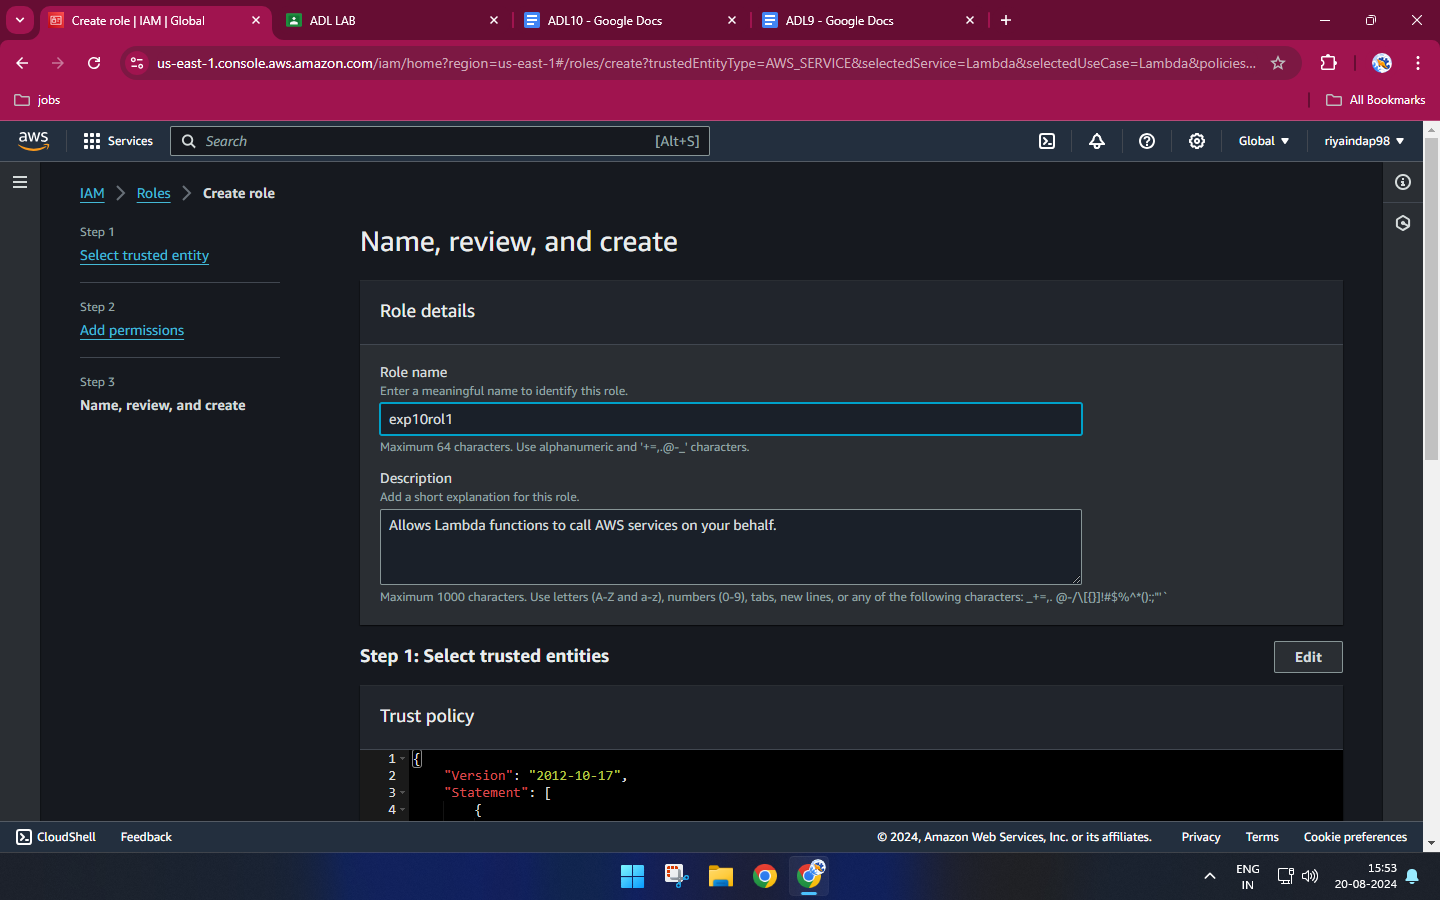 Create role | IAM | Global
ADL LAB
ADL10 - Google Docs
ADL9 - Google Docs
us-east-1.console.aws.amazon.com/iam/home?region=us-east-1#/roles/create?trustedEntityType=AWS_SERVICE&selectedService=Lambda&selectedUseCase=Lambda&policies...
jobs
All Bookmarks
aws
Services
Search
[Alt+S]
Global
riyaindap98
IAM
Roles
Create role
Step 1
Select trusted entity
Step 2
Add permissions
Step 3
Name, review, and create
Name, review, and create
Role details
Role name
Enter a meaningful name to identify this role.
exp10rol1
Maximum 64 characters. Use alphanumeric and '+=,.@-_' characters.
Description
Add a short explanation for this role.
Allows Lambda functions to call AWS services on your behalf.
Maximum 1000 characters. Use letters (A-Z and a-z), numbers (0-9), tabs, new lines, or any of the following characters: _+=,. @-/\[{}]!#$%^*();:"'`
Step 1: Select trusted entities
Edit
Trust policy
1 {
2 "Version": "2012-10-17",
3 "Statement": [
4 {
CloudShell
Feedback
© 2024, Amazon Web Services, Inc. or its affiliates.
Privacy
Terms
Cookie preferences
ENG
IN
15:53
20-08-2024